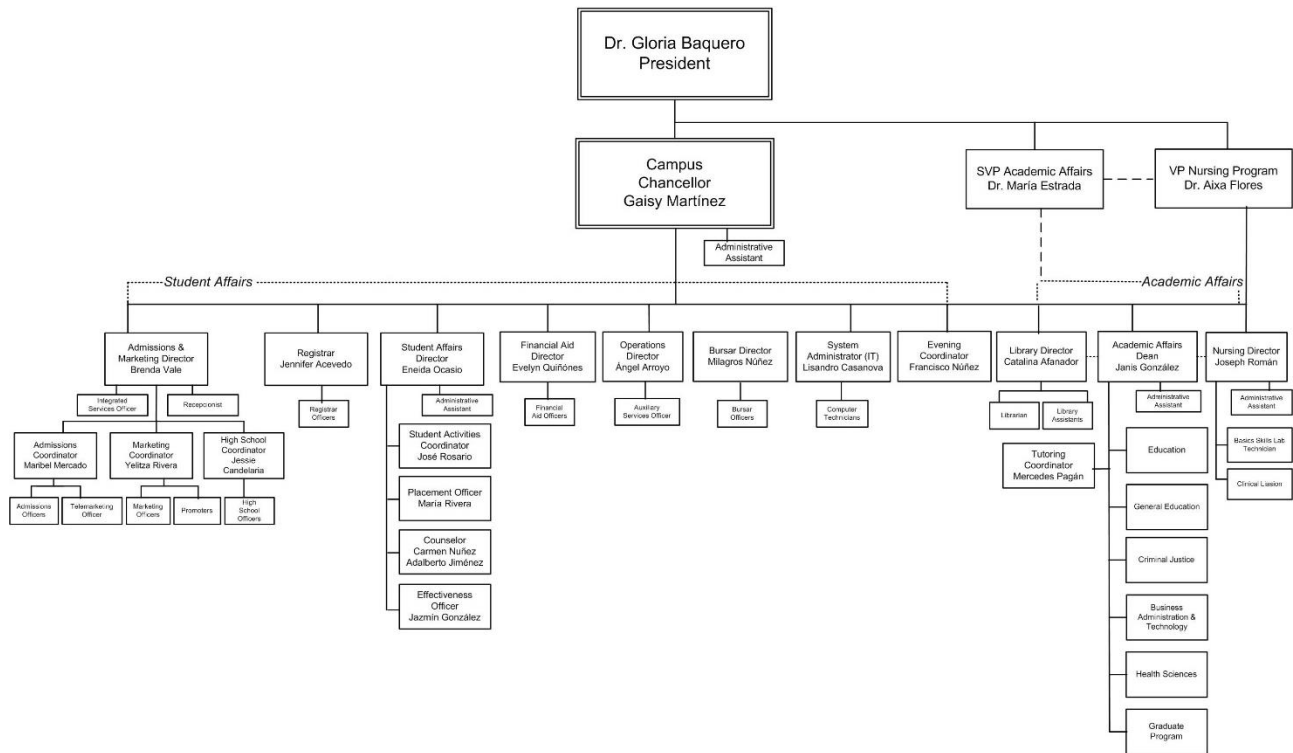 Dr. Gloria Baquero
President
Campus
Chancellor
Gaisy Martínez
SVP Academic Affairs
Dr. María Estrada
VP Nursing Program
Dr. Aixa Flores
Administrative
Assistant
Student Affairs
Academic Affairs
Admissions &
Marketing Director
Brenda Vale
Registrar
Jennifer Acevedo
Student Affairs
Director
Eneida Ocasio
Financial Aid
Director
Evelyn Quiñónes
Operations
Director
Ángel Arroyo
Bursar Director
Milagros Núñez
System
Administrator (IT)
Lisandro Casanova
Evening
Coordinator
Francisco Núñez
Library Director
Catalina Afanador
Academic Affairs
Dean
Janis González
Nursing Director
Joseph Román
Integrated
Services Officer
Recepcionist
Registrar
Officers
Administrative
Assistant
Financial
Aid Officers
Auxiliary
Services Officer
Bursar
Officers
Computer
Technicians
Librarian
Library
Assistants
Administrative
Assistant
Administrative
Assistant
Admissions
Coordinator
Maribel Mercado
Marketing
Coordinator
Yelitza Rivera
High School
Coordinator
Jessie
Candelaria
Admissions
Officers
Telemarketing
Officer
Marketing
Officers
Promoters
High
School
Officers
Student Activities
Coordinator
José Rosario
Placement Officer
María Rivera
Counselor
Carmen Nuñez
Adalberto Jiménez
Effectiveness
Officer
Jazmín González
Tutoring
Coordinator
Mercedes Pagán
Education
General Education
Criminal Justice
Business
Administration &
Technology
Health Sciences
Graduate
Program
Basics Skills Lab
Technician
Clinical Liasion